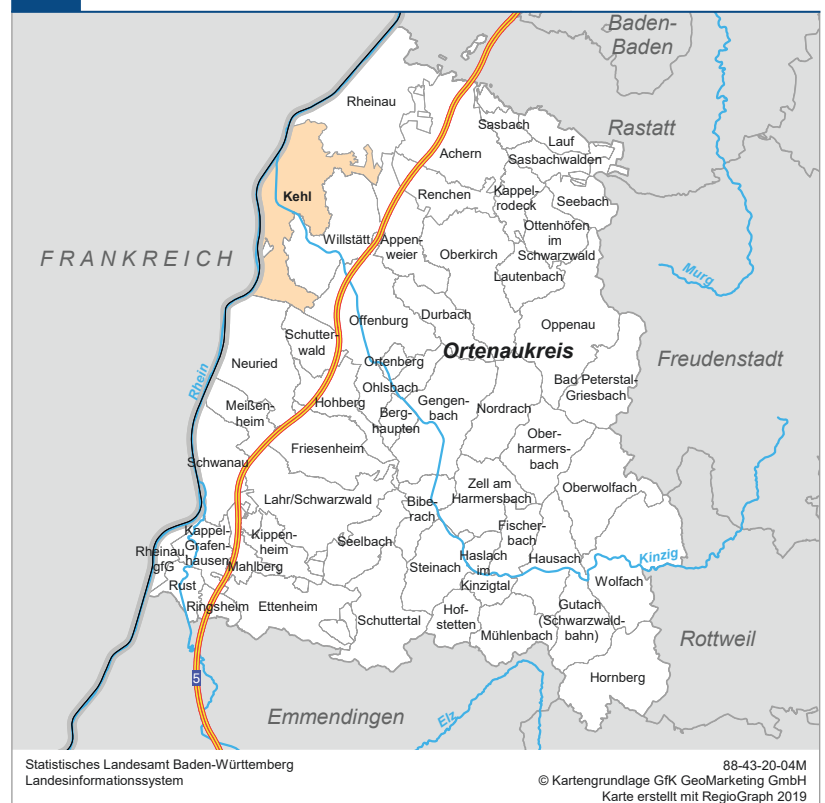 Baden-
Baden
Rheinau
Sasbach
Rastatt
Lauf
Achern
Sasbachwalden
Kehl
Renchen
Kappel-
rodeck
Seebach
Ottenhöfen
im
Schwarzwald
Willstätt
Appen-
weier
Oberkirch
FRANKREICH
Lautenbach
Murg
Durbach
Offenburg
Oppenau
Schutter-
wald
Ortenaukreis
Freudenstadt
Neuried
Ortenberg
Rhein
Ohlsbach
Bad Peterstal-
Griesbach
Meißen-
heim
Hohberg
Gengen-
bach
Nordrach
Berg-
haupten
Ober-
harmers-
bach
Friesenheim
Schwanau
Zell am
Harmersbach
Oberwolfach
Lahr/Schwarzwald
Bibe-
rach
Fischer-
bach
Kappel-
Grafen-
hausen
Kippen-
heim
Seelbach
Rheinau
gfG
Mahlberg
Haslach
im
Kinzigtal
Hausach
Kinzig
Steinach
Wolfach
Rust
Ringsheim
Ettenheim
Schuttertal
Hof-
stetten
Gutach
(Schwarzwald-
bahn)
Mühlenbach
Rottweil
5
Hornberg
Emmendingen
Elz
Statistisches Landesamt Baden-Württemberg
Landesinformationssystem
88-43-20-04M
© Kartengrundlage GfK GeoMarketing GmbH
Karte erstellt mit RegioGraph 2019